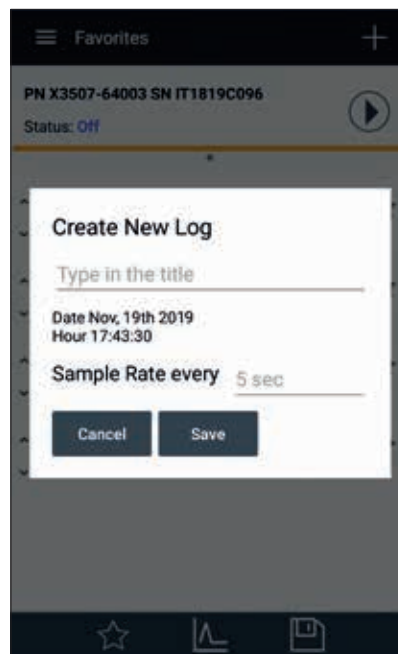 Favorites
PN X3507-64003 SN IT1819C096
Status: Off
Create New Log
Type in the title
Date Nov, 19th 2019
Hour 17:43:30
Sample Rate every 5 sec
Cancel Save